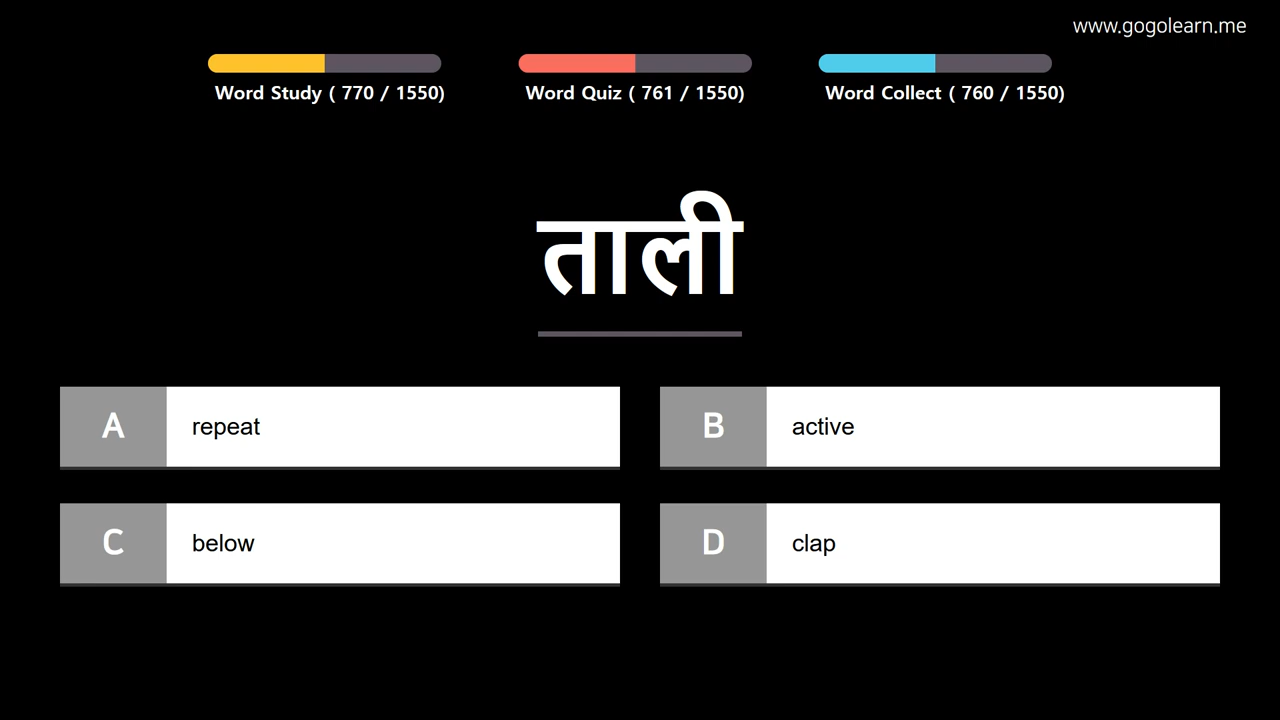 www.gogolearn.me
Word Study ( 770 / 1550)
Word Quiz ( 761 / 1550)
Word Collect ( 760 / 1550)
ताली
A repeat
B active
C below
D clap